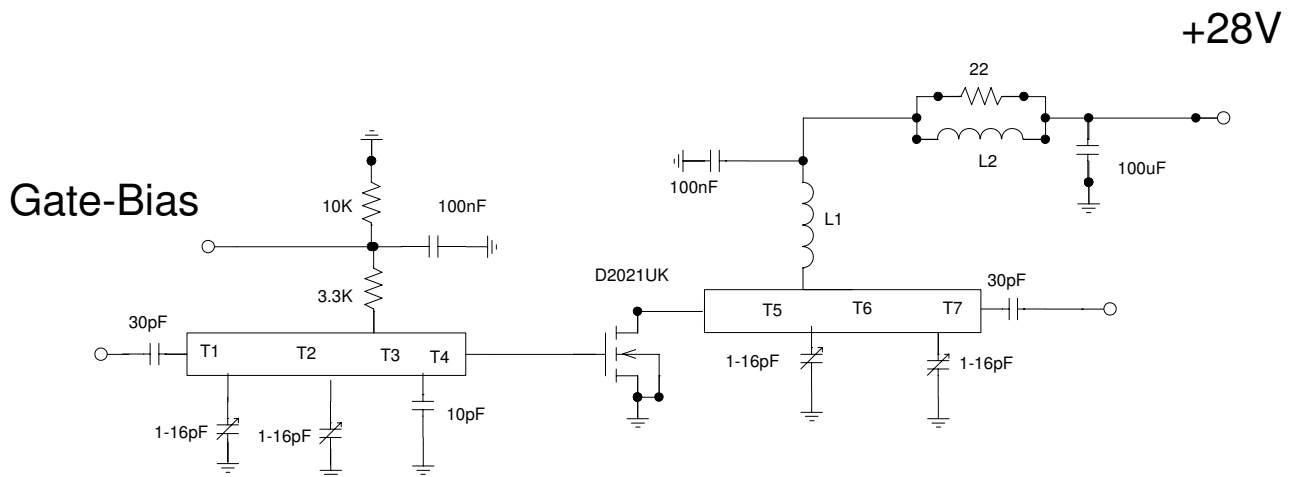 +28V
22
L2
100uF
100nF
L1
Gate-Bias
10K
100nF
3.3K
D2021UK
30pF
T1 T2 T3 T4
T5 T6 T7
30pF
1-16pF
1-16pF
10pF
1-16pF
1-16pF